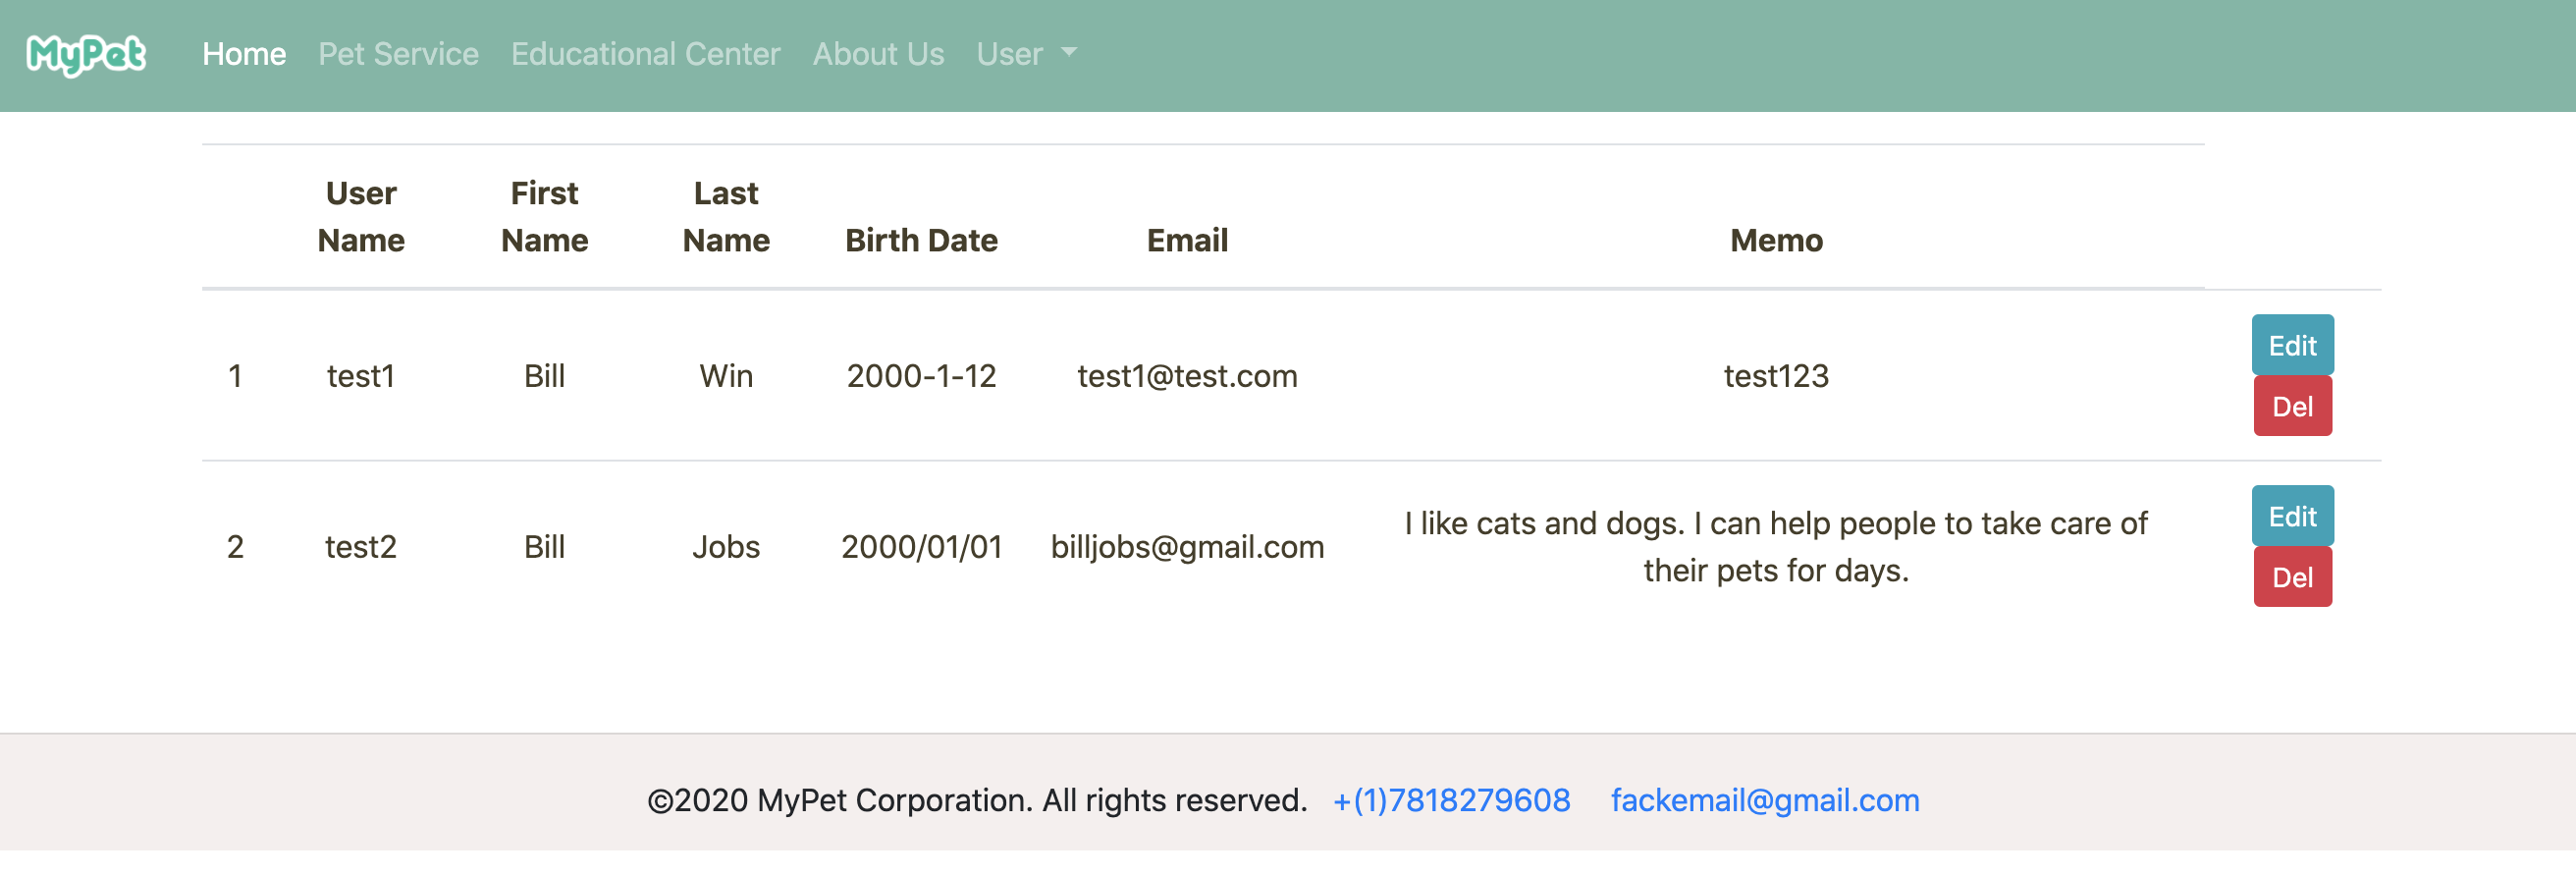 MyPet Home Pet Service Educational Center About Us User
User Name First Name Last Name Birth Date Email Memo
1 test1 Bill Win 2000-1-12 test1@test.com test123 Edit Del
2 test2 Bill Jobs 2000/01/01 billjobs@gmail.com I like cats and dogs. I can help people to take care of their pets for days. Edit Del
©2020 MyPet Corporation. All rights reserved. +(1)7818279608 fackemail@gmail.com